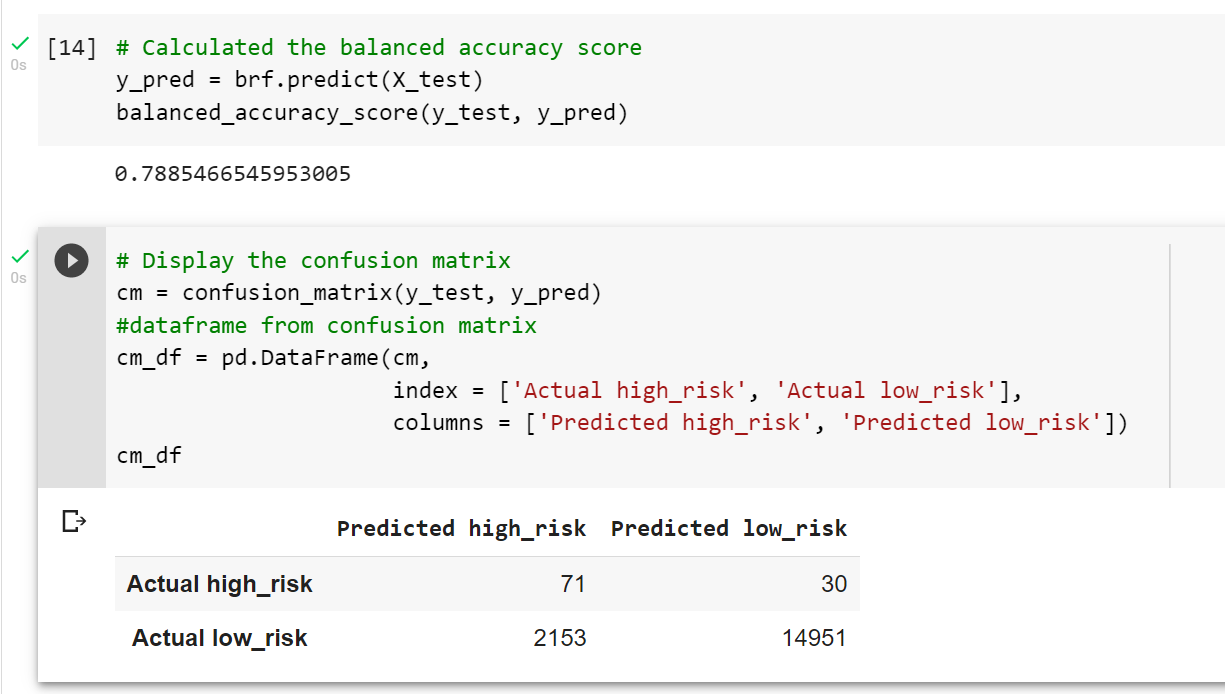 [14] # Calculated the balanced accuracy score
0s
y_pred = brf.predict(X_test)
balanced_accuracy_score(y_test, y_pred)
0.7885466545953005
# Display the confusion matrix
0s
cm = confusion_matrix(y_test, y_pred)
#dataframe from confusion matrix
cm_df = pd.DataFrame(cm,
index = ['Actual high_risk', 'Actual low_risk'],
columns = ['Predicted high_risk', 'Predicted low_risk'])
cm_df
Predicted high_risk Predicted low_risk
Actual high_risk 71 30
Actual low_risk 2153 14951